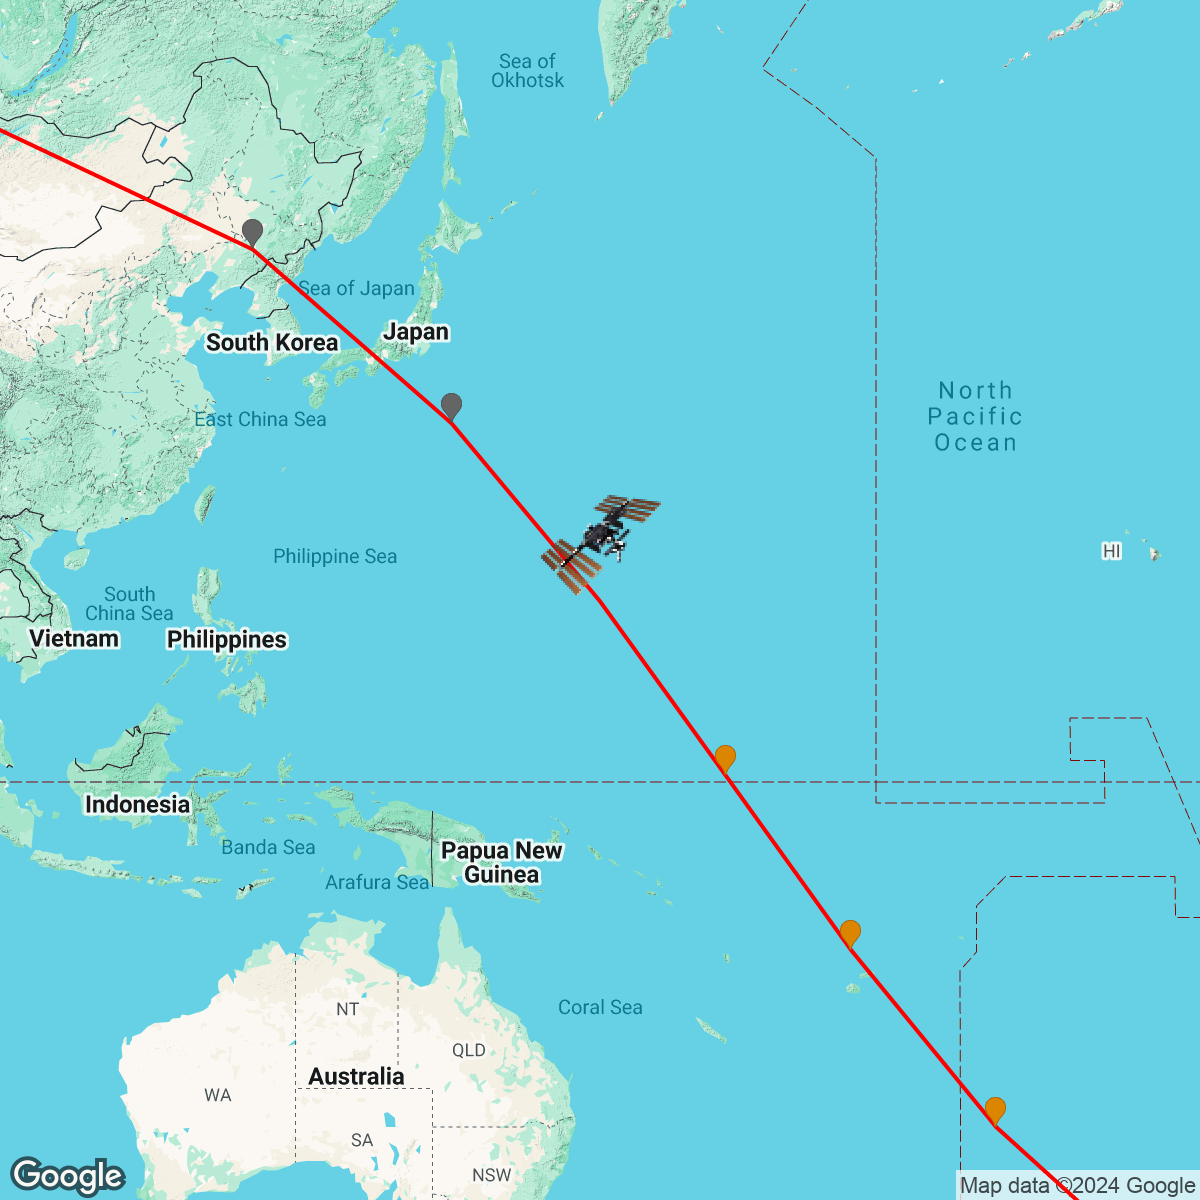 Sea of
Okhotsk
Sea of Japan
Japan
South Korea
North
Pacific
Ocean
East China Sea
Philippine Sea
HI
South
China Sea
Vietnam
Philippines
Indonesia
Banda Sea
Papua New
Guinea
Arafura Sea
Coral Sea
NT
QLD
Australia
WA
SA
NSW
Google
Map data ©2024 Google